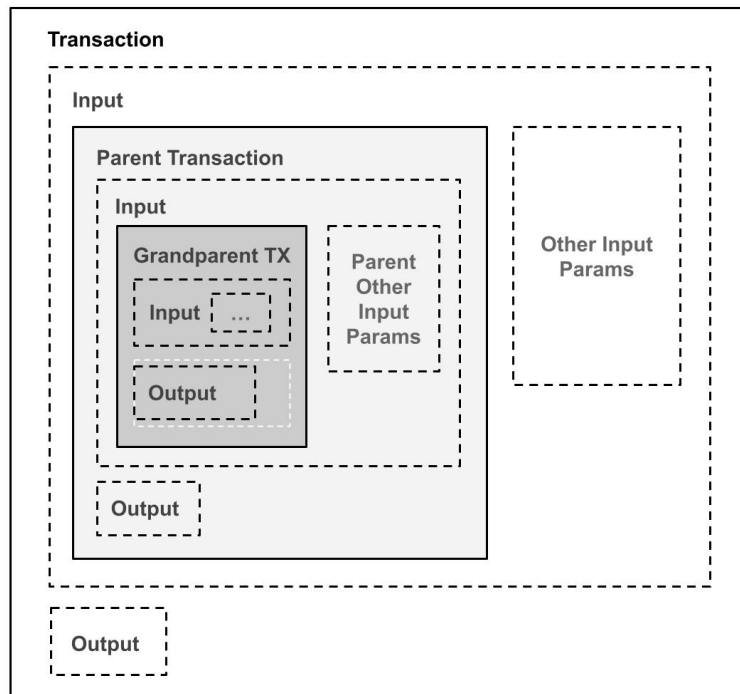 Transaction
Input
Parent Transaction
Input
Grandparent TX
Input
...
Output
Parent
Other
Input
Params
Output
Other Input
Params
Output